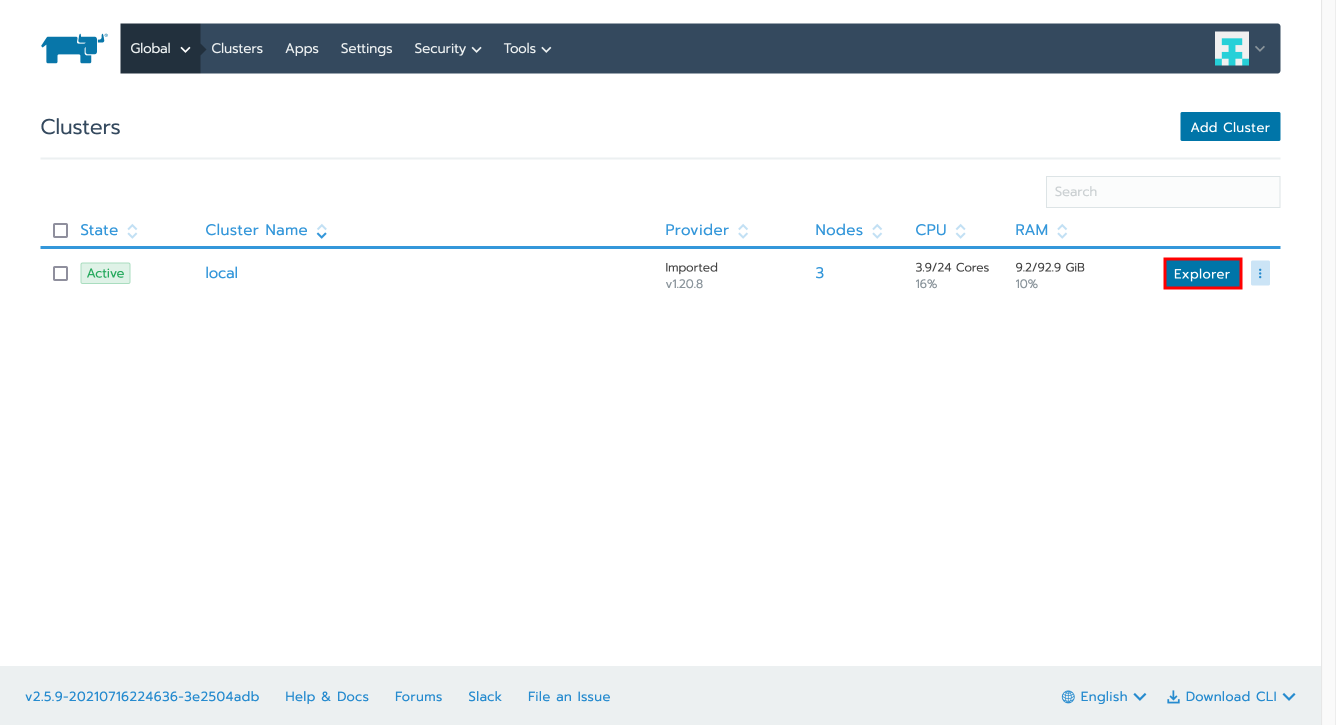 Global Clusters Apps Settings Security Tools
Clusters
Add Cluster
Search
State Cluster Name Provider Nodes CPU RAM
Active local Imported 3 3.9/24 Cores 9.2/92.9 GiB Explorer
v1.20.8 16% 10%
v2.5.9-20210716224636-3e2504adb Help & Docs Forums Slack File an Issue English Download CLI